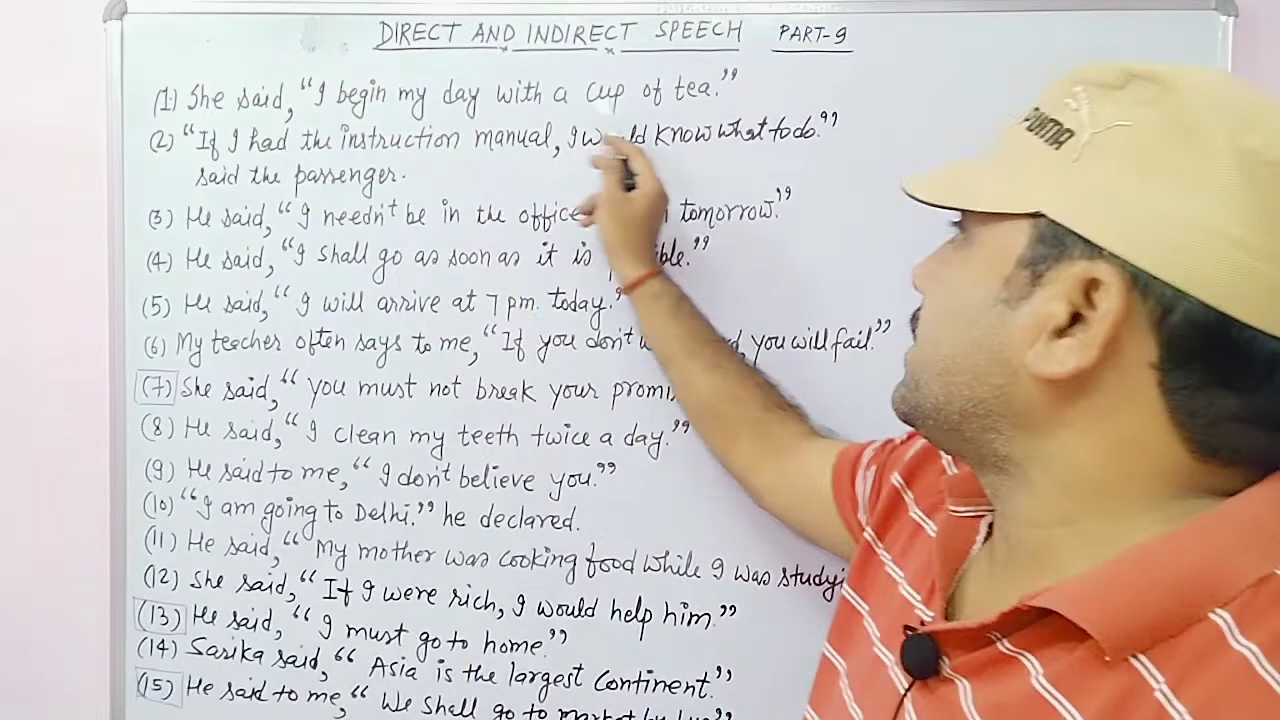 DIRECT AND INDIRECT SPEECH PART-9
(1) She said, “I begin my day with a cup of tea.”
(2) “If I had the instruction manual, I would know what to do.”
said the passenger.
(3) He said, “I needn't be in the office tomorrow.”
(4) He said, “I shall go as soon as it is
(5) He said, “I will arrive at 7 pm. today.”
(6) My teacher often says to me, “If you don't you will fail.”
(7) She said, “you must not break your
(8) He said, “I clean my teeth twice a day.”
(9) He said to me, “I don't believe you.”
(10) “I am going to Delhi.” he declared.
(11) He said, “My mother was cooking food while I was
(12) She said, “If I were rich, I would help him.”
(13) He said, “I must go to home.”
(14) Sarika said, “Asia is the largest continent.”
(15) He said to me, “We shall go to market
PUMA